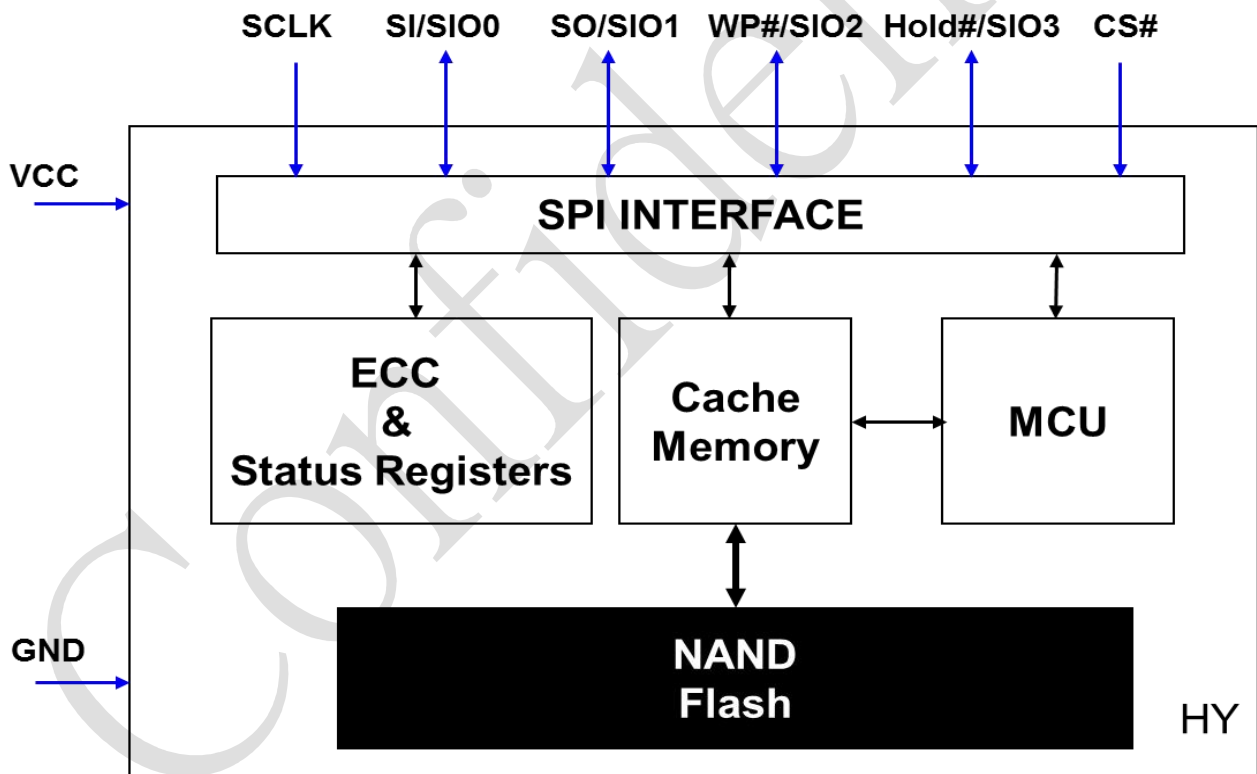 SCLK SI/SIO0 SO/SIO1 WP#/SIO2 Hold#/SIO3 CS#
VCC
SPI INTERFACE
ECC
&
Status Registers
Cache
Memory
MCU
GND
NAND
Flash
HY
Confident